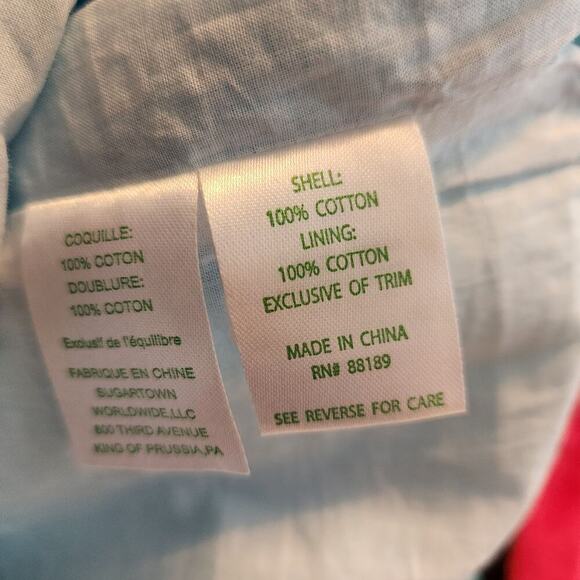 COQUILLE:
100% COTON
DOUBLURE:
100% COTON
Exclusif de l'équilibre
FABRIQUE EN CHINE
SUGARTOWN
WORLDWIDE,LLC
800 THIRD AVENUE
KING OF PRUSSIA,PA
SHELL:
100% COTTON
LINING:
100% COTTON
EXCLUSIVE OF TRIM
MADE IN CHINA
RN# 88189
SEE REVERSE FOR CARE